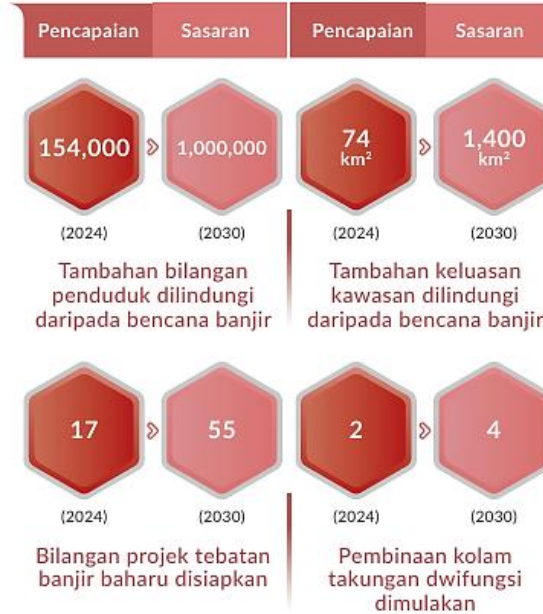 Pencapaian Sasaran Pencapaian Sasaran
154,000 1,000,000
(2024) (2030)
Tambahan bilangan
penduduk dilindungi
daripada bencana banjir
74
km²
1,400
km²
(2024) (2030)
Tambahan keluasan
kawasan dilindungi
daripada bencana banjir
17 55
(2024) (2030)
Bilangan projek tebatan
banjir baharu disiapkan
2 4
(2024) (2030)
Pembinaan kolam
takungan dwifungsi
dimulakan